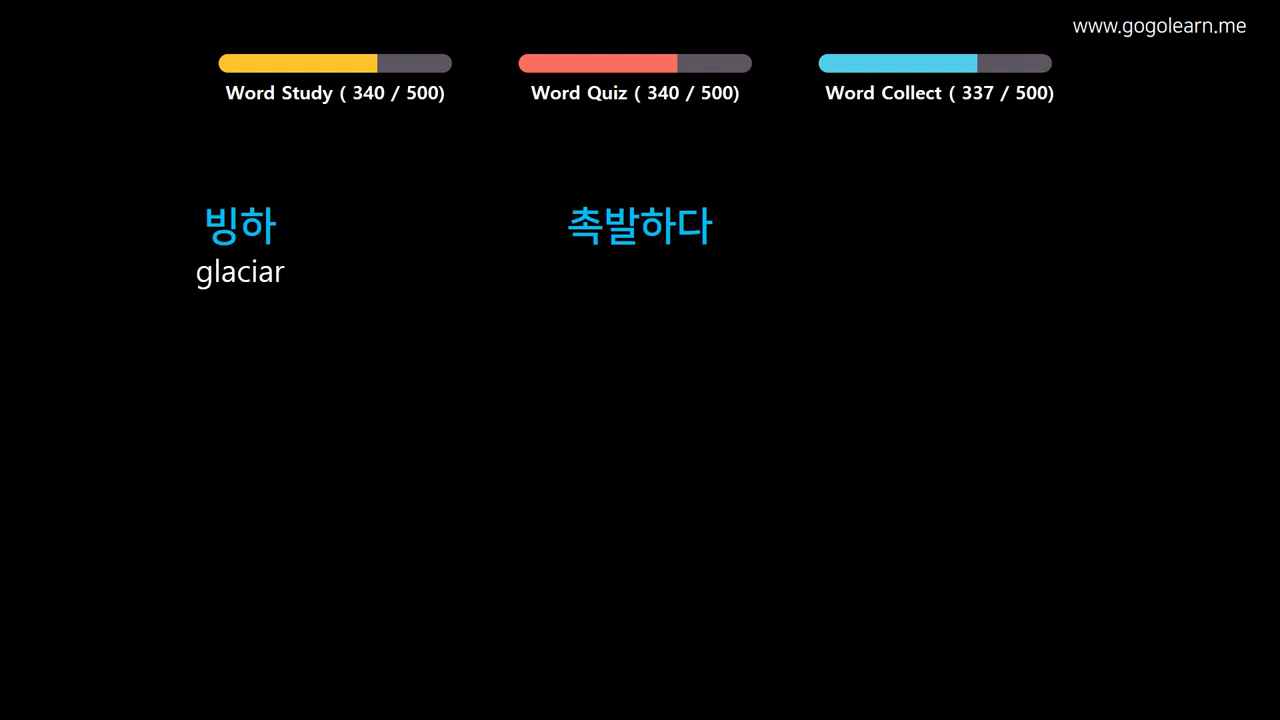 www.gogolearn.me
Word Study ( 340 / 500)
Word Quiz ( 340 / 500)
Word Collect ( 337 / 500)
빙하
촉발하다
glaciar